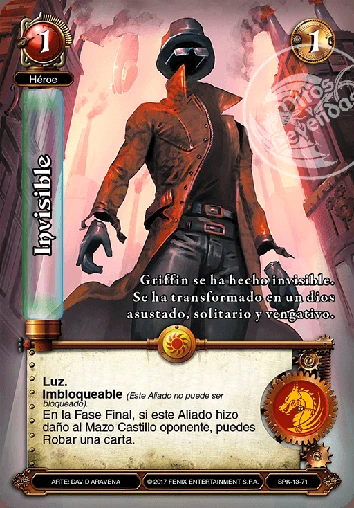 1
1
Héroe
Mitos
Leyendas
Invisible
Griffin se ha hecho invisible.
Se ha transformado en un dios
asustado, solitario y vengativo.
Luz.
Imbloqueable (Este Aliado no puede ser
bloqueado).
En la Fase Final, si este Aliado hizo
daño al Mazo Castillo oponente, puedes
Robar una carta.
ARTE: DAVID ARAVENA
© 2017 FENIX ENTERTAINMENT S.P.A.